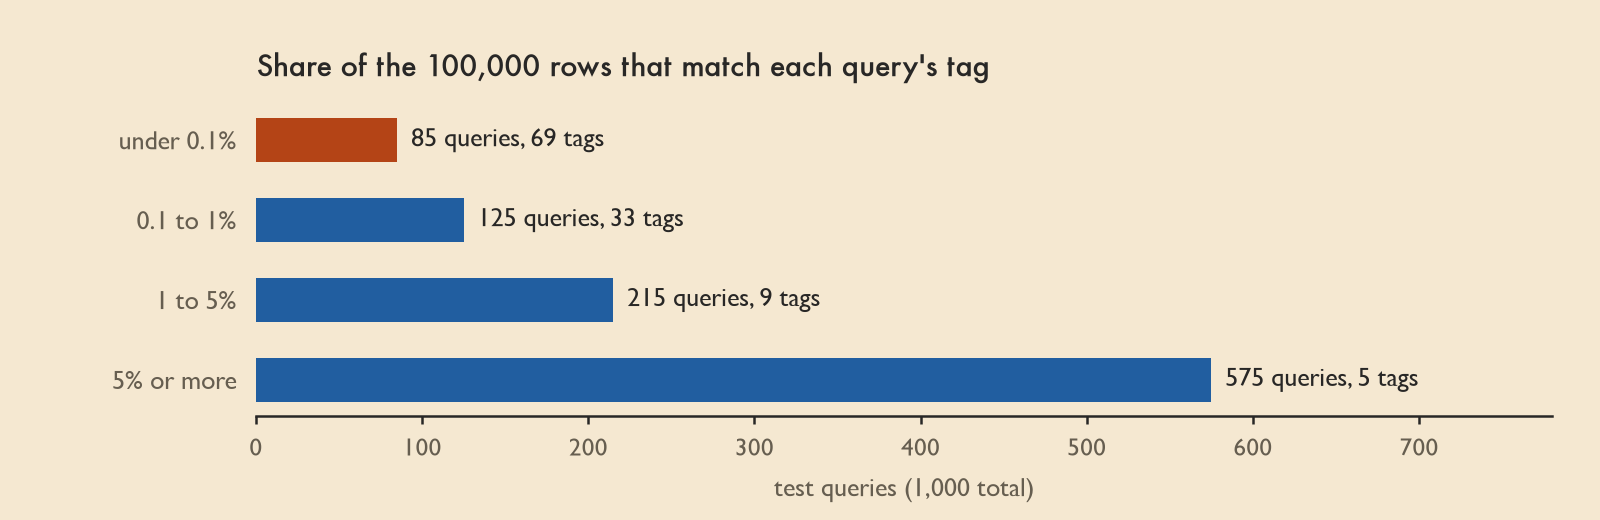 Share of the 100,000 rows that match each query's tag
under 0.1% 85 queries, 69 tags
0.1 to 1% 125 queries, 33 tags
1 to 5% 215 queries, 9 tags
5% or more 575 queries, 5 tags
0 100 200 300 400 500 600 700
test queries (1,000 total)